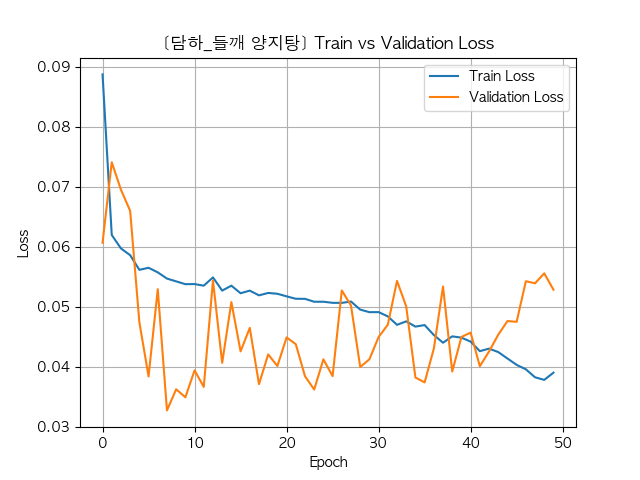 [담하_들깨 양지탕] Train vs Validation Loss
Train Loss
Validation Loss
Loss
0.09
0.08
0.07
0.06
0.05
0.04
0.03
0
10
20
30
40
50
Epoch